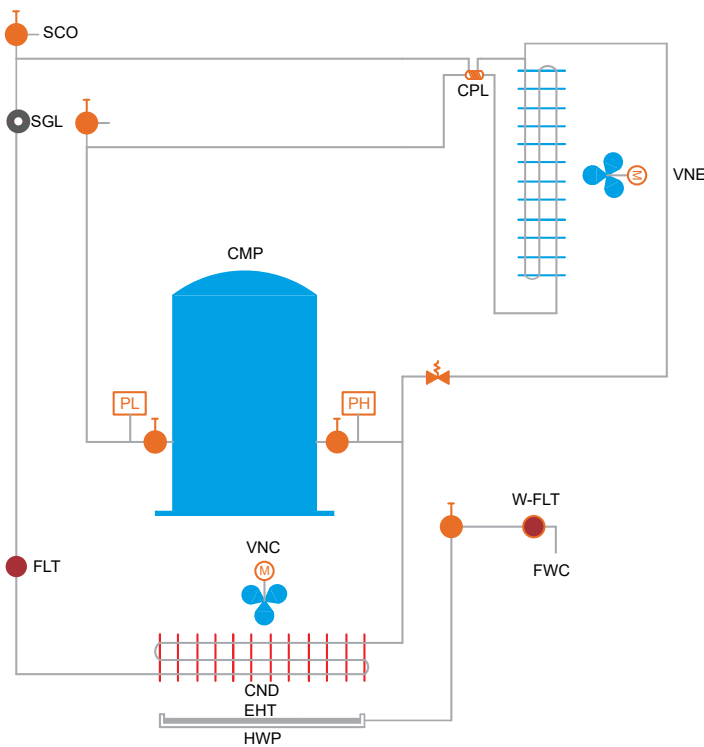 SCO
CPL
SGL
VNE
CMP
M
PL
PH
W-FLT
VNC
FWC
FLT
M
CND
EHT
HWP